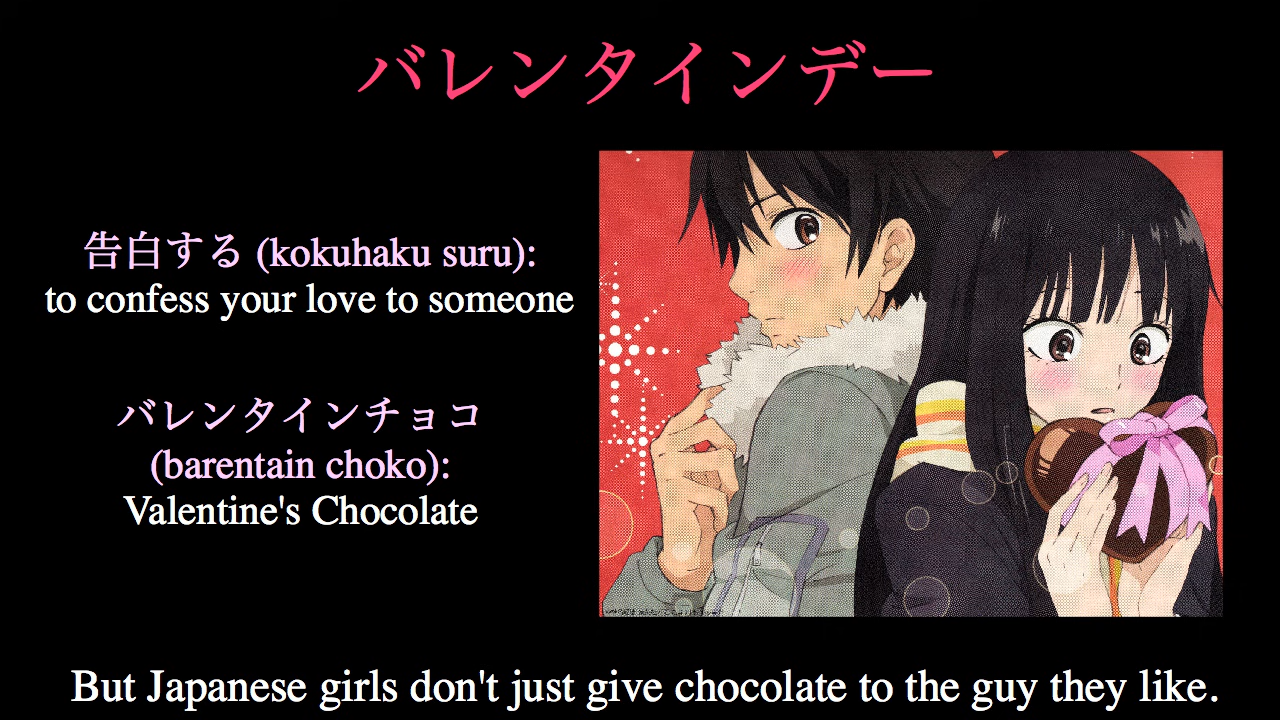 バレンタインデー
告白する (kokuhaku suru):
to confess your love to someone
バレンタインチョコ
(barentain choko):
Valentine's Chocolate
But Japanese girls don't just give chocolate to the guy they like.